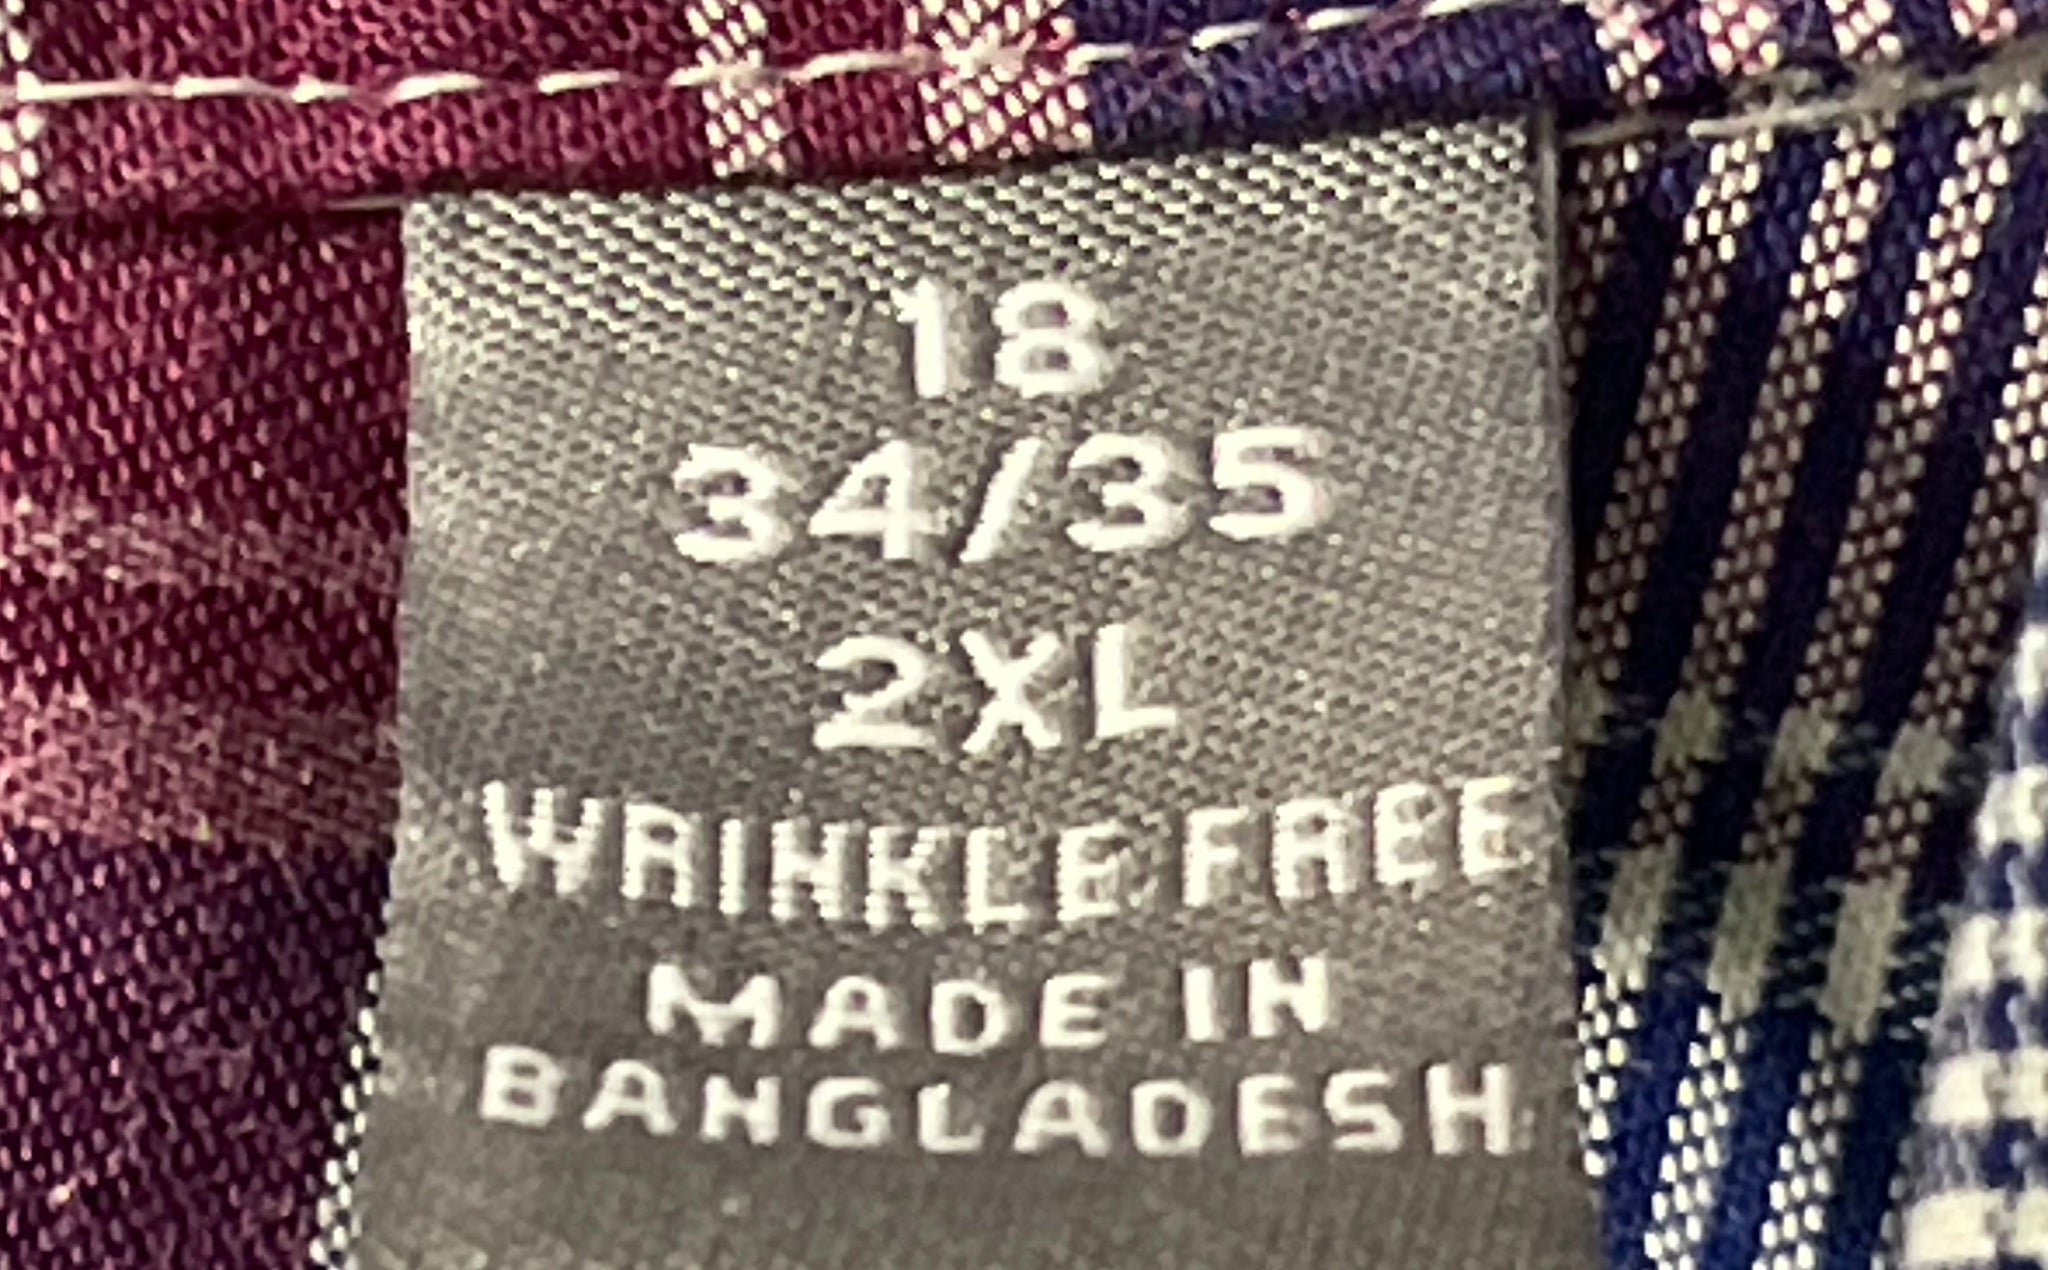 18
34/35
2XL
WRINKLE FREE
MADE IN
BANGLADESH